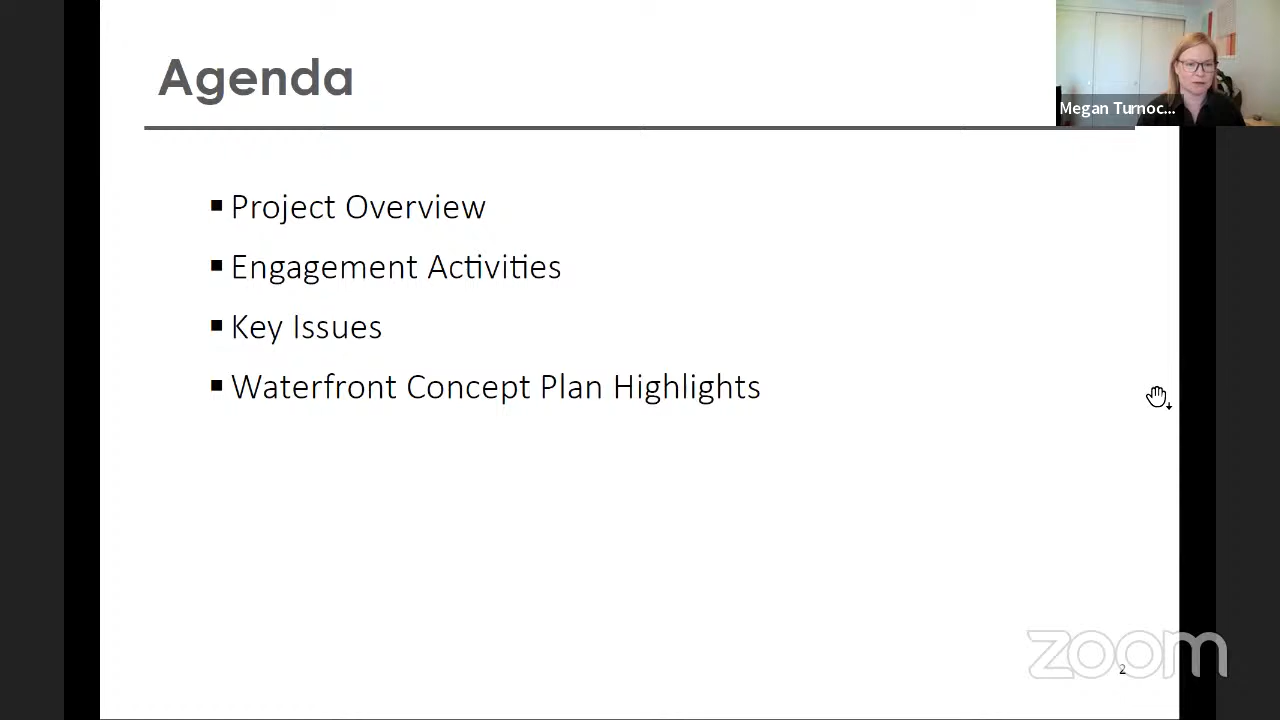 Agenda
Megan Turnoc...
▪ Project Overview
▪ Engagement Activities
▪ Key Issues
▪ Waterfront Concept Plan Highlights
zoom
2